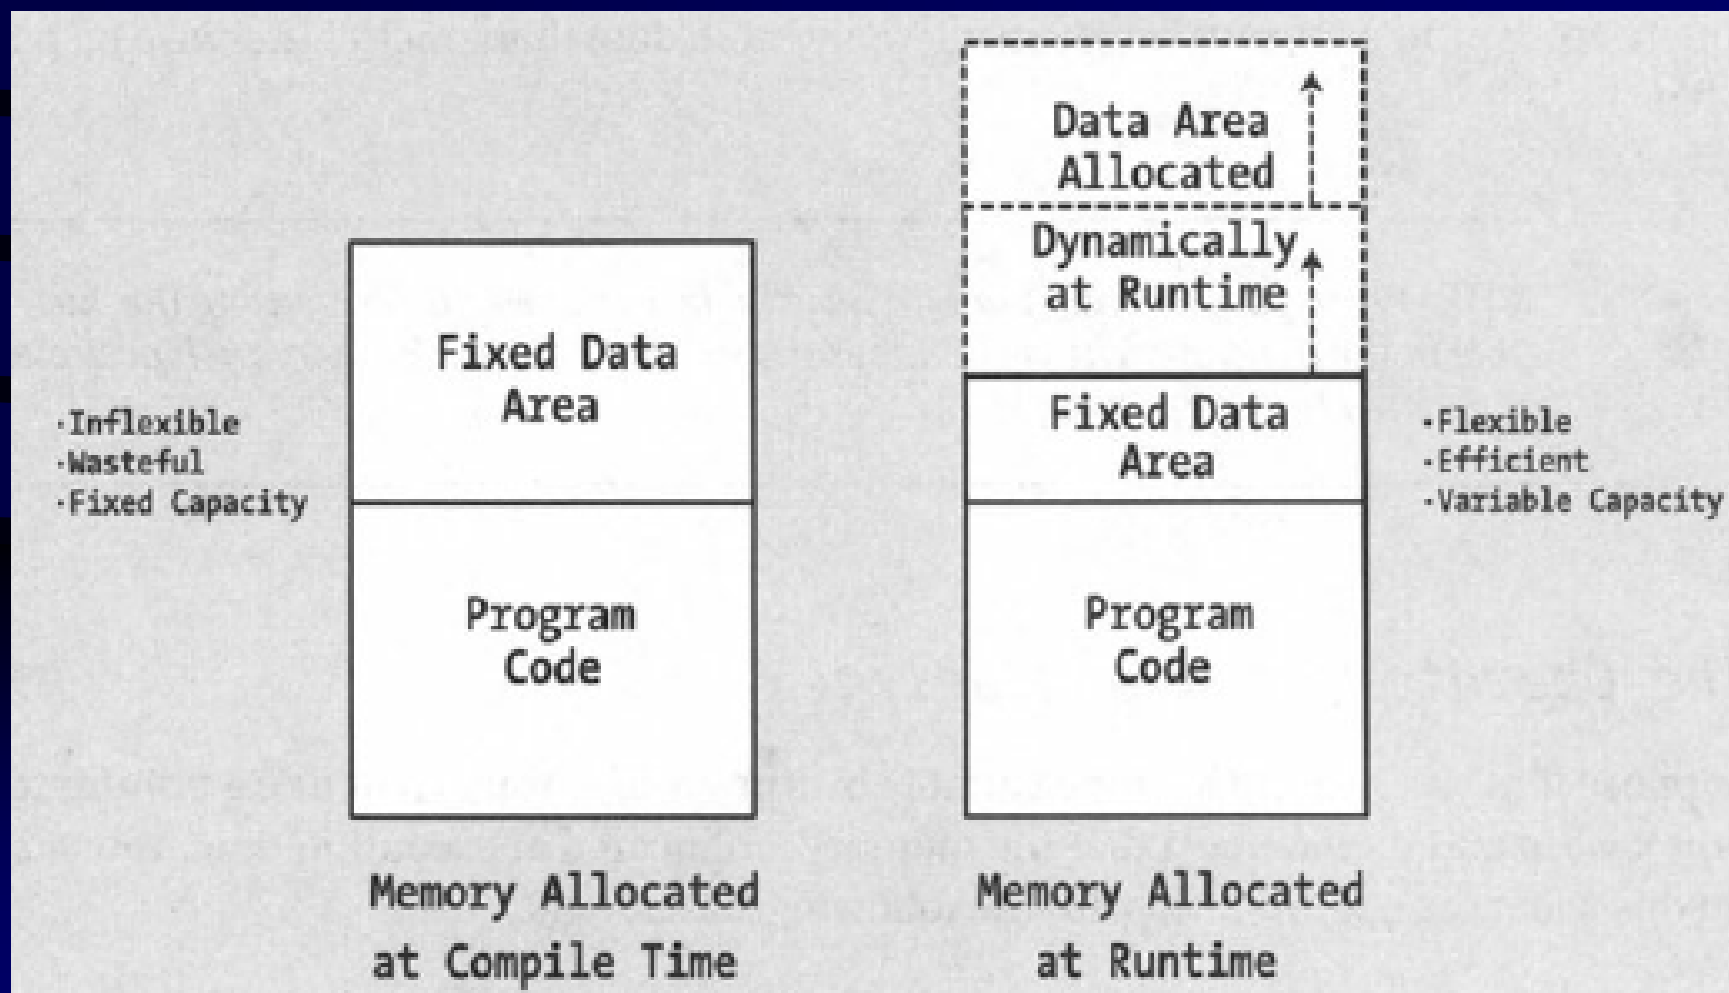 Data Area
Allocated
Dynamically
at Runtime
Fixed Data
Area
Fixed Data
Area
·Inflexible
·Wasteful
·Fixed Capacity
·Flexible
·Efficient
·Variable Capacity
Program
Code
Program
Code
Memory Allocated
at Compile Time
Memory Allocated
at Runtime